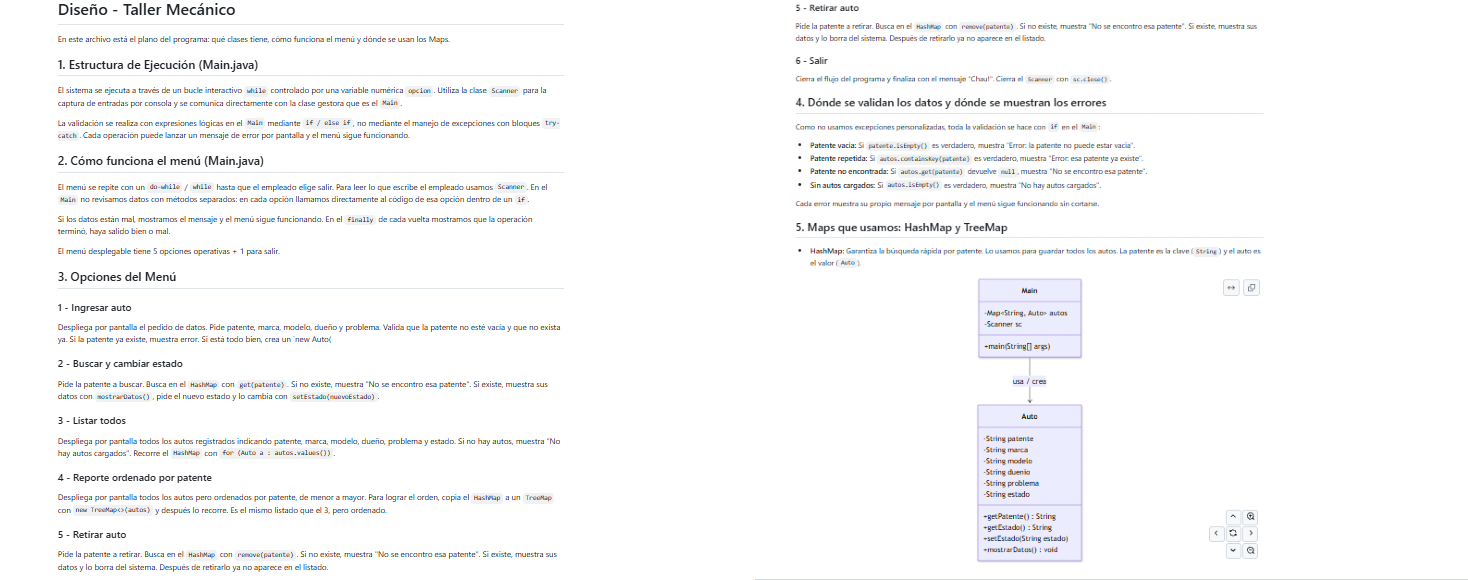 Diseño - Taller Mecánico
En este archivo está el plano del programa: qué clases tiene, cómo funciona el menú y dónde se usan los Maps.
1. Estructura de Ejecución (Main.java)
El sistema se ejecuta a través de un bucle interactivo while controlado por una variable numérica opcion. Utiliza la clase Scanner para la
captura de entradas por consola y se comunica directamente con la clase gestora que es el Main.
La validación se realiza con expresiones lógicas en el Main mediante if / else if, no mediante el manejo de excepciones con bloques try-
catch. Cada operación puede lanzar un mensaje de error por pantalla y el menú sigue funcionando.
2. Cómo funciona el menú (Main.java)
El menú se repite con un do-while / while hasta que el empleado elige salir. Para leer lo que escribe el empleado usamos Scanner. En el
Main no revisamos datos con métodos separados: en cada opción llamamos directamente al código de esa opción dentro de un if.
Si los datos están mal, mostramos el mensaje y el menú sigue funcionando. En el finally de cada vuelta mostramos que la operación
terminó, haya salido bien o mal.
El menú desplegable tiene 5 opciones operativas + 1 para salir.
3. Opciones del Menú
1 - Ingresar auto
Despliega por pantalla el pedido de datos. Pide patente, marca, modelo, dueño y problema. Valida que la patente no esté vacía y que no exista
ya. Si la patente ya existe, muestra error. Si está todo bien, crea un `new Auto(
2 - Buscar y cambiar estado
Pide la patente a buscar. Busca en el HashMap con get(patente). Si no existe, muestra "No se encontro esa patente". Si existe, muestra sus
datos con mostrarDatos(), pide el nuevo estado y lo cambia con setEstado(nuevoEstado).
3 - Listar todos
Despliega por pantalla todos los autos registrados indicando patente, marca, modelo, dueño, problema y estado. Si no hay autos, muestra "No
hay autos cargados". Recorre el HashMap con for (Auto a : autos.values()).
4 - Reporte ordenado por patente
Despliega por pantalla todos los autos pero ordenados por patente, de menor a mayor. Para lograr el orden, copia el HashMap a un TreeMap
con new TreeMap<>(autos) y después lo recorre. Es el mismo listado que el 3, pero ordenado.
5 - Retirar auto
Pide la patente a retirar. Busca en el HashMap con remove(patente). Si no existe, muestra "No se encontro esa patente". Si existe, muestra sus
datos y lo borra del sistema. Después de retirarlo ya no aparece en el listado.
5 - Retirar auto
Pide la patente a retirar. Busca en el HashMap con remove(patente). Si no existe, muestra "No se encontro esa patente". Si existe, muestra sus
datos y lo borra del sistema. Después de retirarlo ya no aparece en el listado.
6 - Salir
Cierra el flujo del programa y finaliza con el mensaje "Chau!". Cierra el Scanner con sc.close().
4. Dónde se validan los datos y dónde se muestran los errores
Como no usamos excepciones personalizadas, toda la validación se hace con if en el Main:
• Patente vacía: Si patente.isEmpty() es verdadero, muestra "Error: la patente no puede estar vacia".
• Patente repetida: Si autos.containsKey(patente) es verdadero, muestra "Error: esa patente ya existe".
• Patente no encontrada: Si autos.get(patente) devuelve null, muestra "No se encontro esa patente".
• Sin autos cargados: Si autos.isEmpty() es verdadero, muestra "No hay autos cargados".
Cada error muestra su propio mensaje por pantalla y el menú sigue funcionando sin cortarse.
5. Maps que usamos: HashMap y TreeMap
• HashMap: Garantiza la búsqueda rápida por patente. Lo usamos para guardar todos los autos. La patente es la clave (String) y el auto es
el valor (Auto).
Main
-Map<String, Auto> autos
-Scanner sc
+main(String[] args)
usa / crea
Auto
-String patente
-String marca
-String modelo
-String duenio
-String problema
-String estado
+getPatente() : String
+getEstado() : String
+setEstado(String estado)
+mostrarDatos() : void